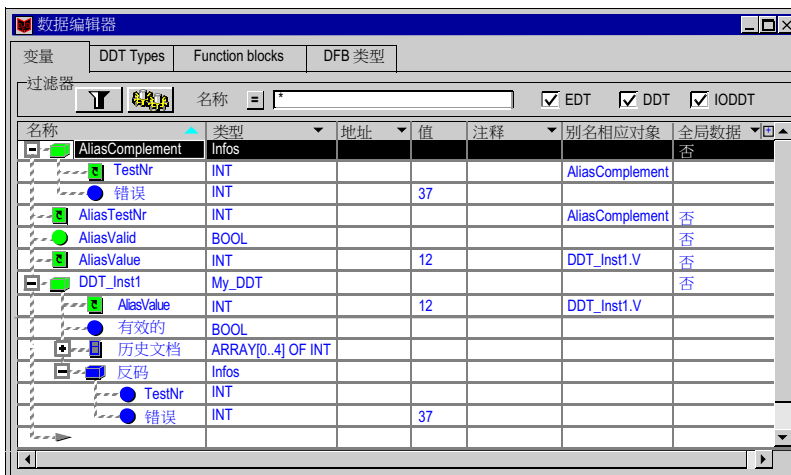 数据编辑器
变量 DDT Types Function blocks DFB 类型
过滤器
名称 = * EDT DDT IODDT
名称 类型 地址 值 注释 别名相应对象 全局数据
AliasComplement Infos 否
TestNr INT AliasComplement
错误 INT 37
AliasTestNr INT AliasComplement 否
AliasValid BOOL 否
AliasValue INT 12 DDT_Inst1.V 否
DDT_Inst1 My_DDT 否
AliasValue INT 12 DDT_Inst1.V
有效的 BOOL
历史文档 ARRAY[0..4] OF INT
反码 Infos
TestNr INT
错误 INT 37